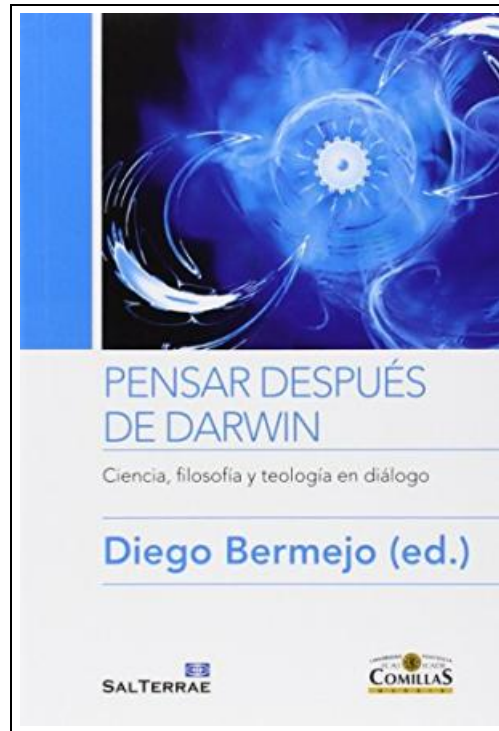 PENSAR DESPUÉS
DE DARWIN
Ciencia, filosofía y teología en diálogo
Diego Bermejo (ed.)
SALTERRAE
COMILLAS